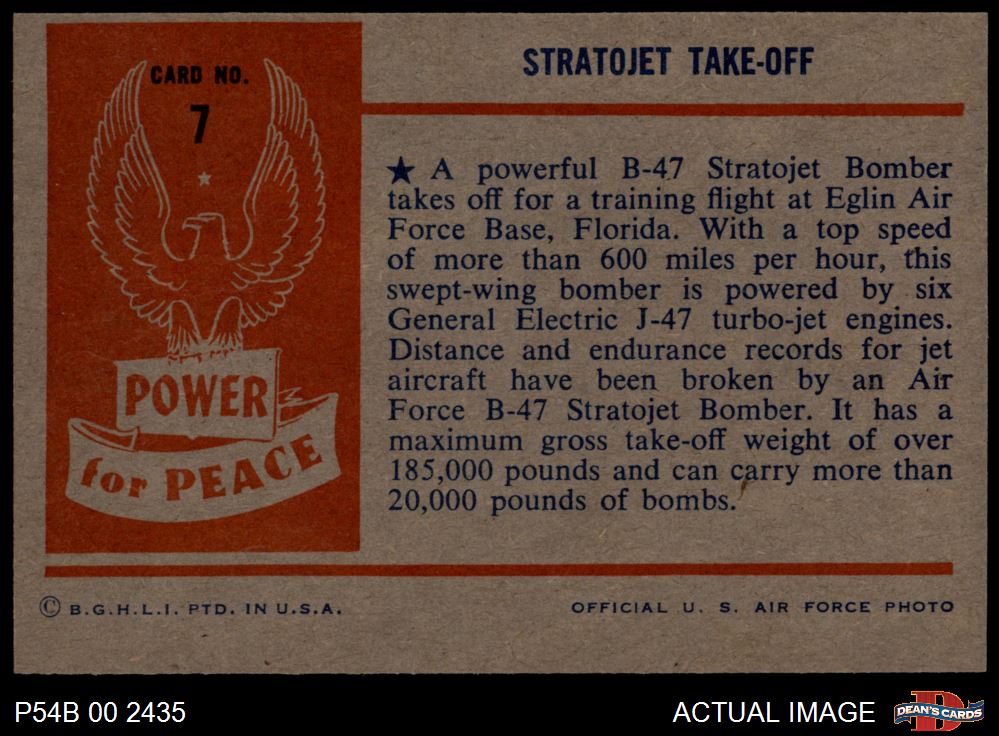 CARD NO.
7
POWER
for PEACE
STRATOJET TAKE-OFF
★ A powerful B-47 Stratojet Bomber
takes off for a training flight at Eglin Air
Force Base, Florida. With a top speed
of more than 600 miles per hour, this
swept-wing bomber is powered by six
General Electric J-47 turbo-jet engines.
Distance and endurance records for jet
aircraft have been broken by an Air
Force B-47 Stratojet Bomber. It has a
maximum gross take-off weight of over
185,000 pounds and can carry more than
20,000 pounds of bombs.
© B.G.H.L.I. PTD. IN U.S.A.
OFFICIAL U. S. AIR FORCE PHOTO
P54B 00 2435
ACTUAL IMAGE
DEAN'S CARDS